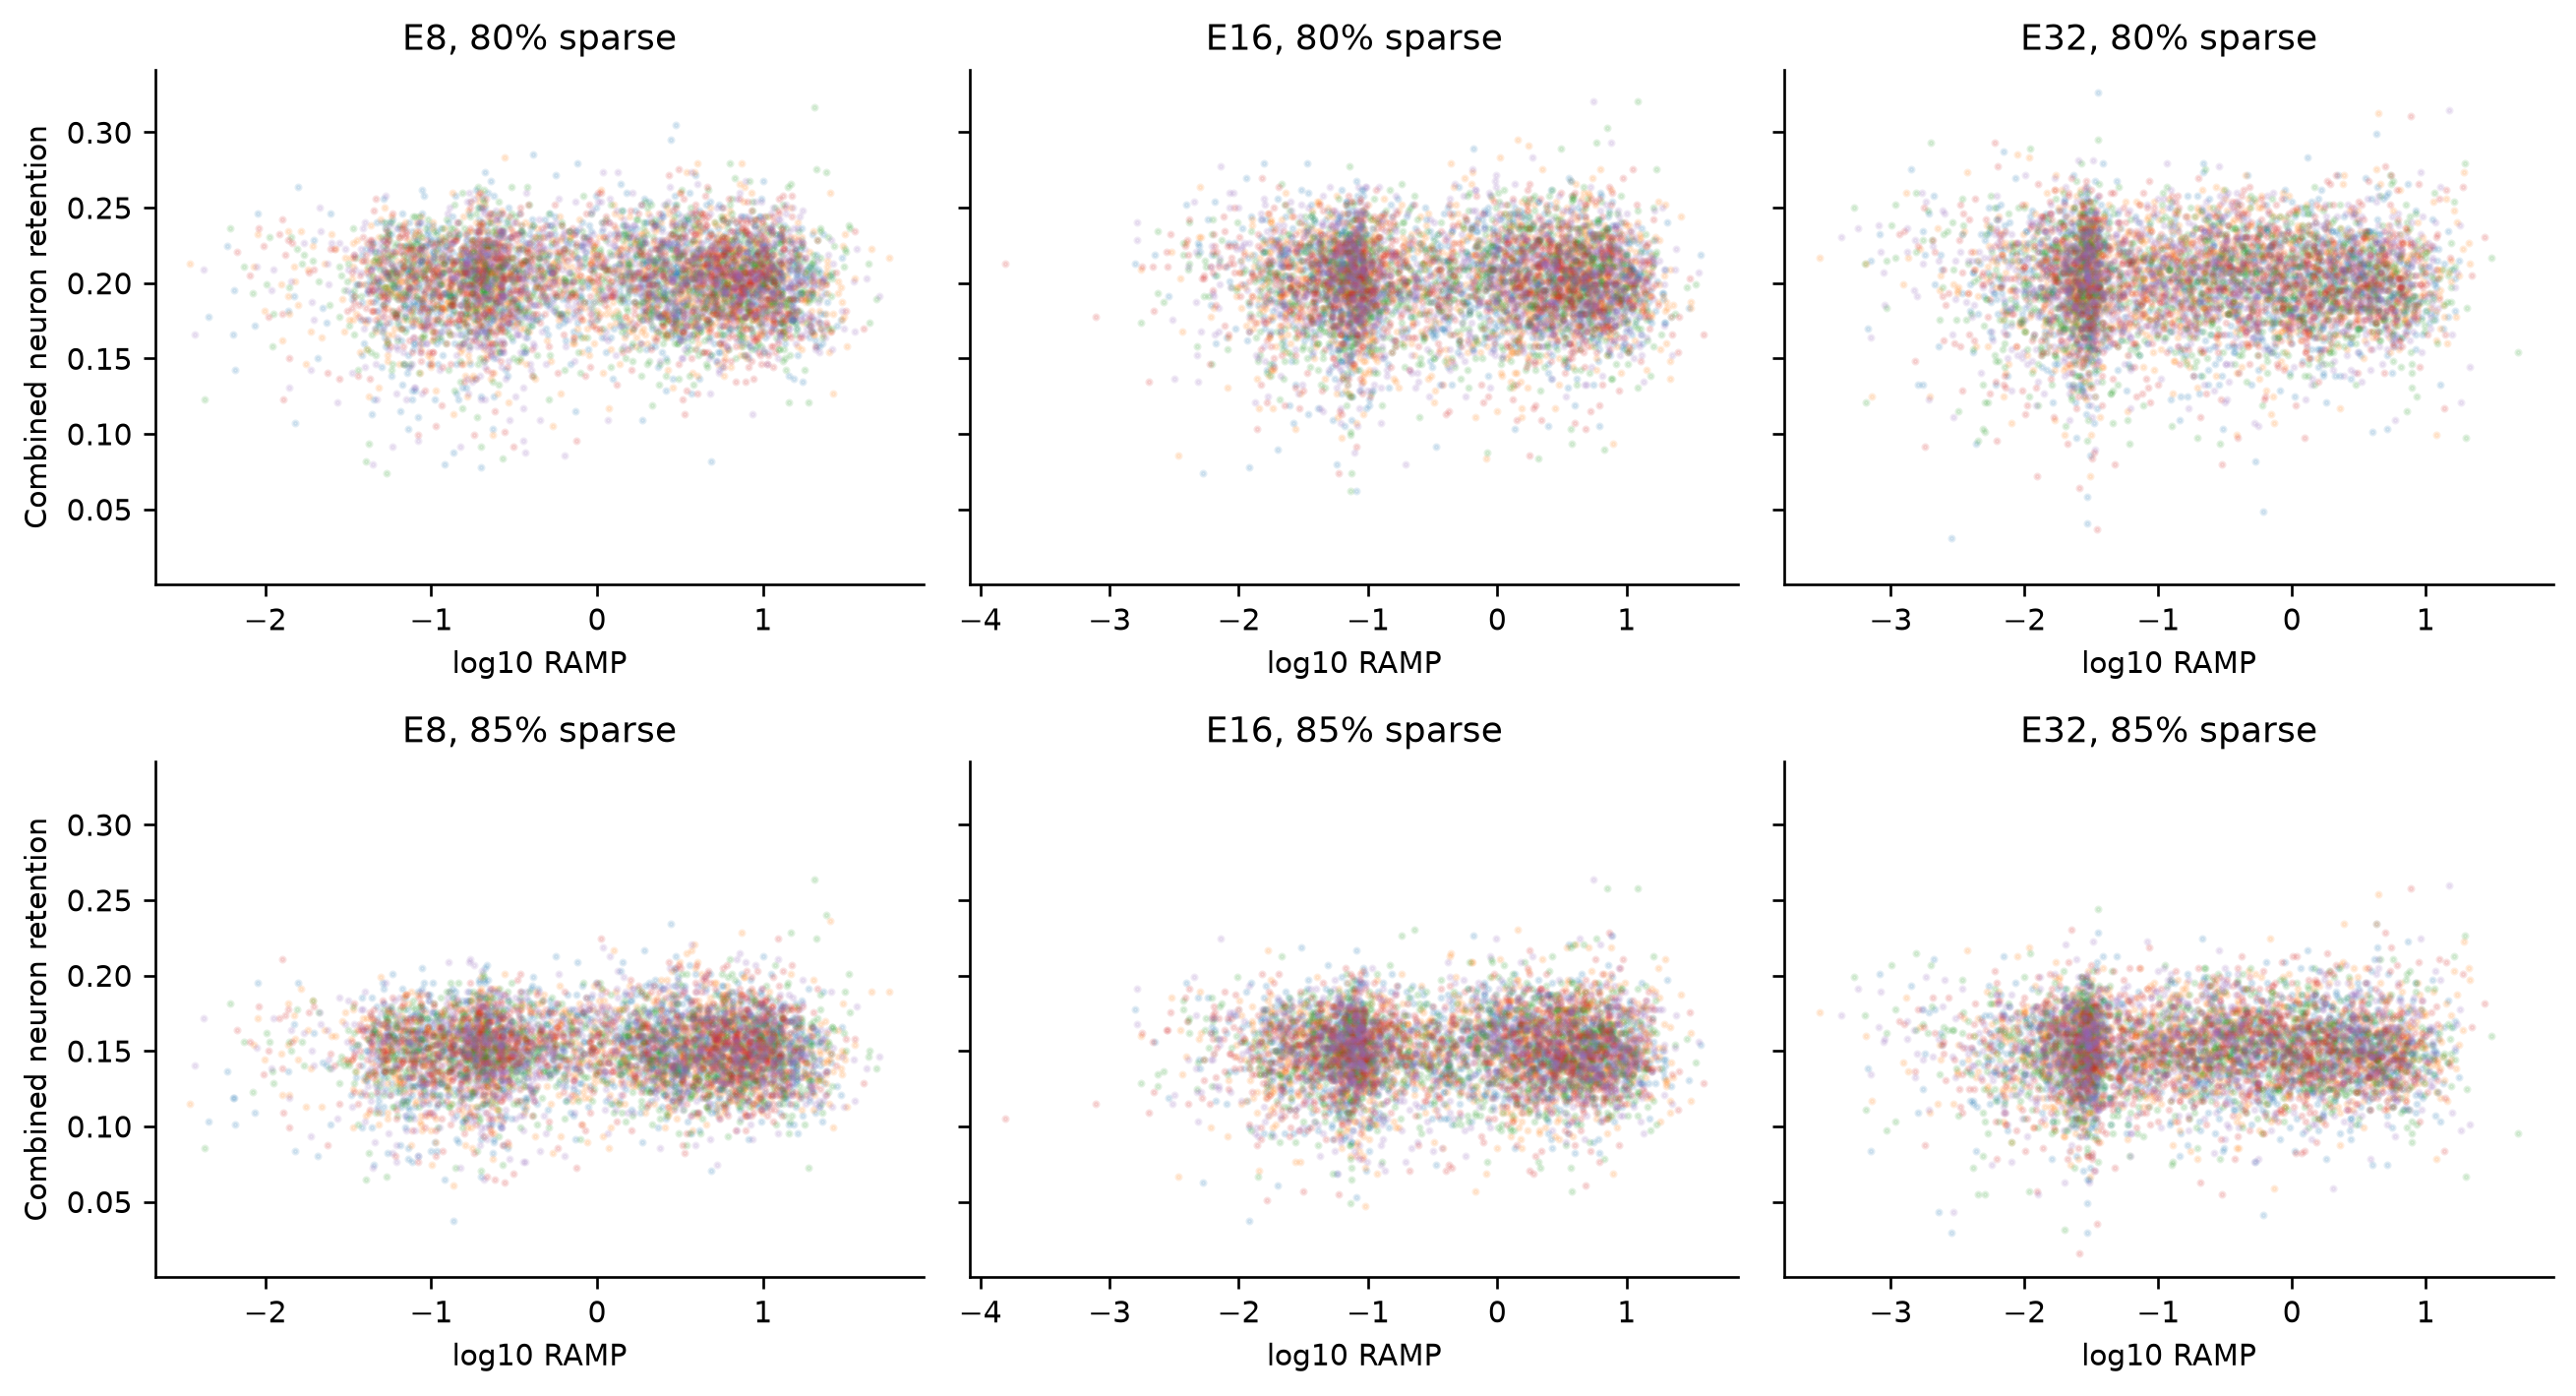 E8, 80% sparse
E16, 80% sparse
E32, 80% sparse
Combined neuron retention
0.30
0.25
0.20
0.15
0.10
0.05
−2 −1 0 1
−4 −3 −2 −1 0 1
−3 −2 −1 0 1
log10 RAMP
log10 RAMP
log10 RAMP
E8, 85% sparse
E16, 85% sparse
E32, 85% sparse
Combined neuron retention
0.30
0.25
0.20
0.15
0.10
0.05
−2 −1 0 1
−4 −3 −2 −1 0 1
−3 −2 −1 0 1
log10 RAMP
log10 RAMP
log10 RAMP